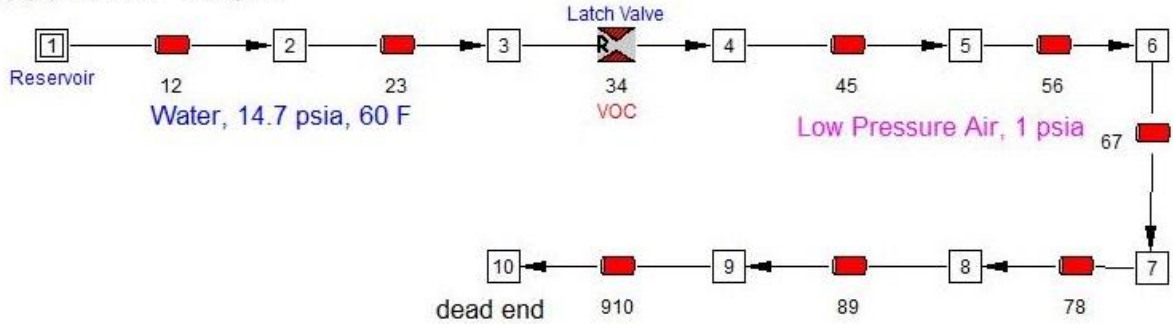 Latch Valve
1 2 3 R 4 5 6
Reservoir 12 23 34 45 56
VOC
Water, 14.7 psia, 60 F
Low Pressure Air, 1 psia 67
10 9 8 7
dead end 910 89 78